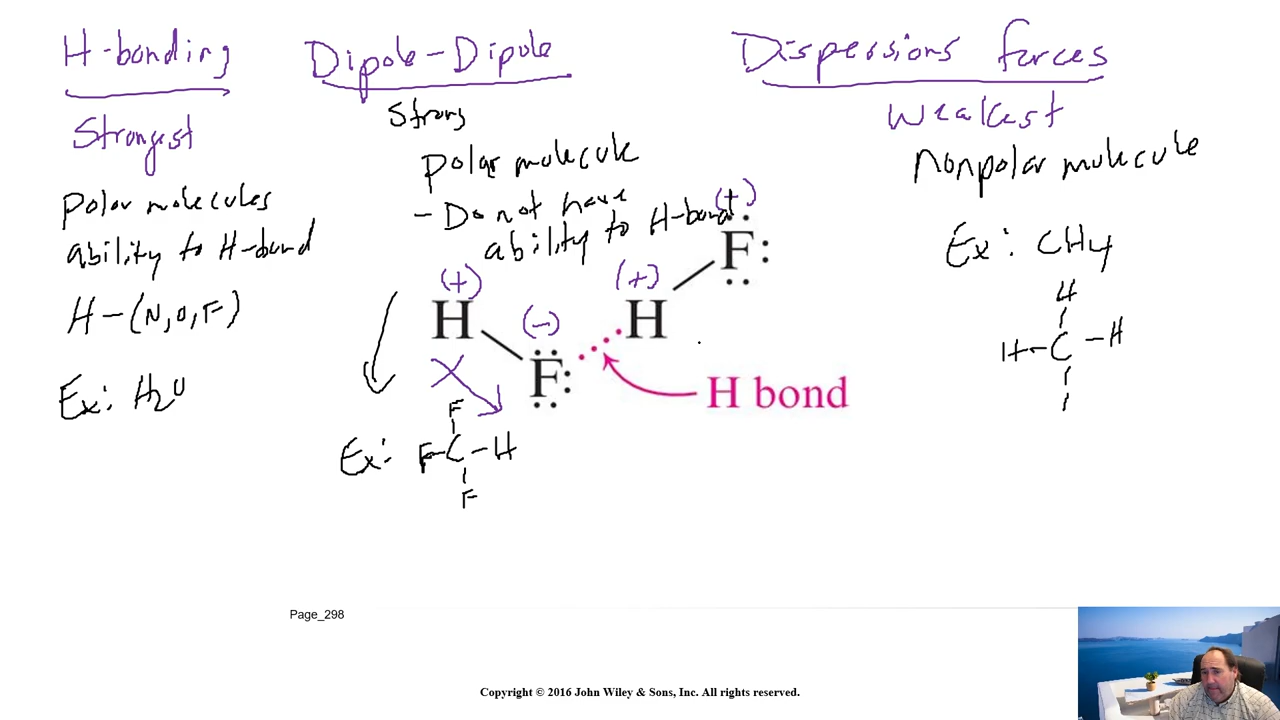 H-bonding
Strongest
Polar molecules
ability to H-bond
H-(N,O,F)
Ex: H2O
Dipole-Dipole
Strong
Polar molecule
- Do not have
ability to H-bond
(+)
H
(-)
F
(+)
H
(+)
F
H bond
Ex:
F
F-C-H
F
Dispersions forces
Weakest
Nonpolar molecule
Ex: CH4
H
H-C-H
Page_298
Copyright © 2016 John Wiley & Sons, Inc. All rights reserved.